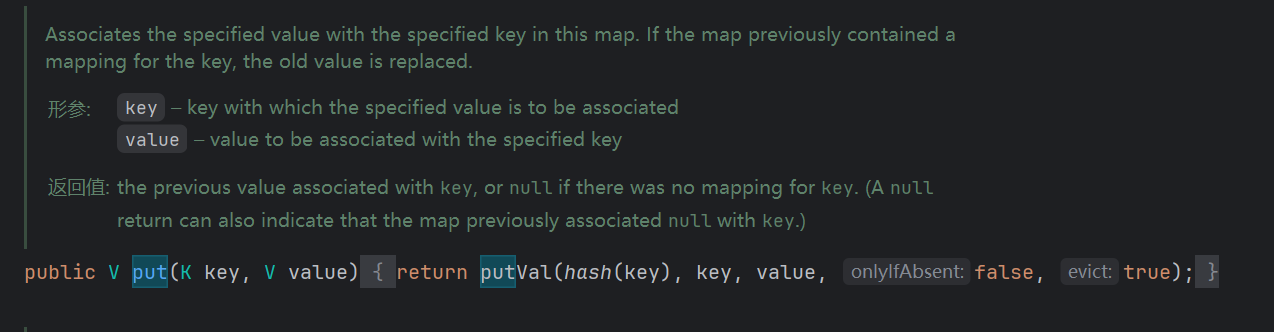 Associates the specified value with the specified key in this map. If the map previously contained a
mapping for the key, the old value is replaced.
形参: key – key with which the specified value is to be associated
value – value to be associated with the specified key
返回值: the previous value associated with key, or null if there was no mapping for key. (A null
return can also indicate that the map previously associated null with key.)
public V put(K key, V value) { return putVal(hash(key), key, value, onlyIfAbsent: false, evict: true); }